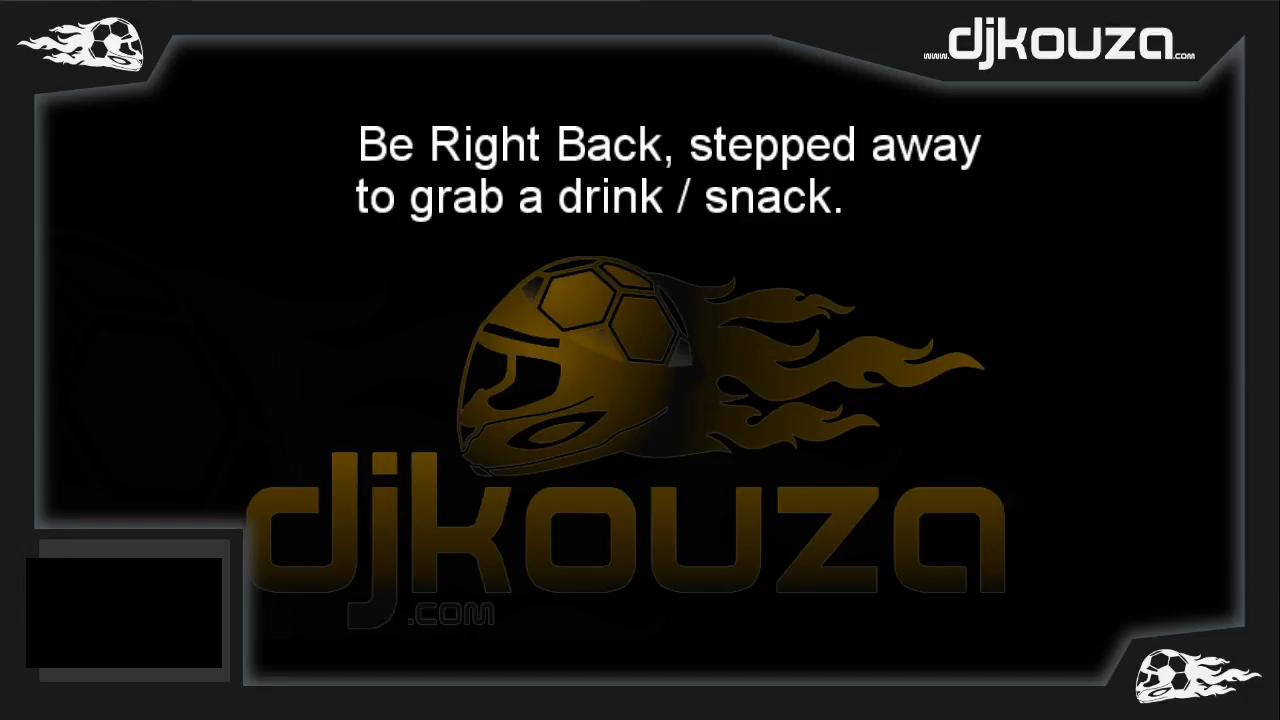 www.djkouza.com
Be Right Back, stepped away
to grab a drink / snack.
djkouza
.com